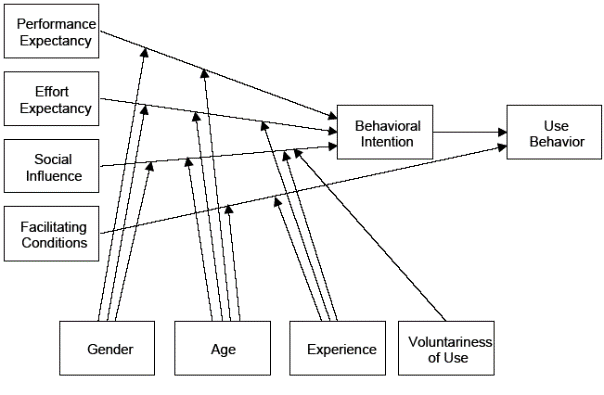 Performance
Expectancy
Effort
Expectancy
Social
Influence
Facilitating
Conditions
Behavioral
Intention
Use
Behavior
Gender
Age
Experience
Voluntariness
of Use